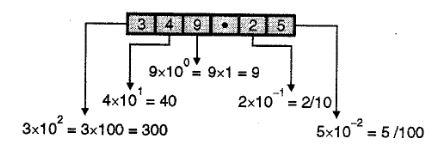 3 4 9 • 2 5
9×10⁰ = 9×1 = 9
4×10¹ = 40 2×10⁻¹ = 2/10
3×10² = 3×100 = 300 5×10⁻² = 5 /100